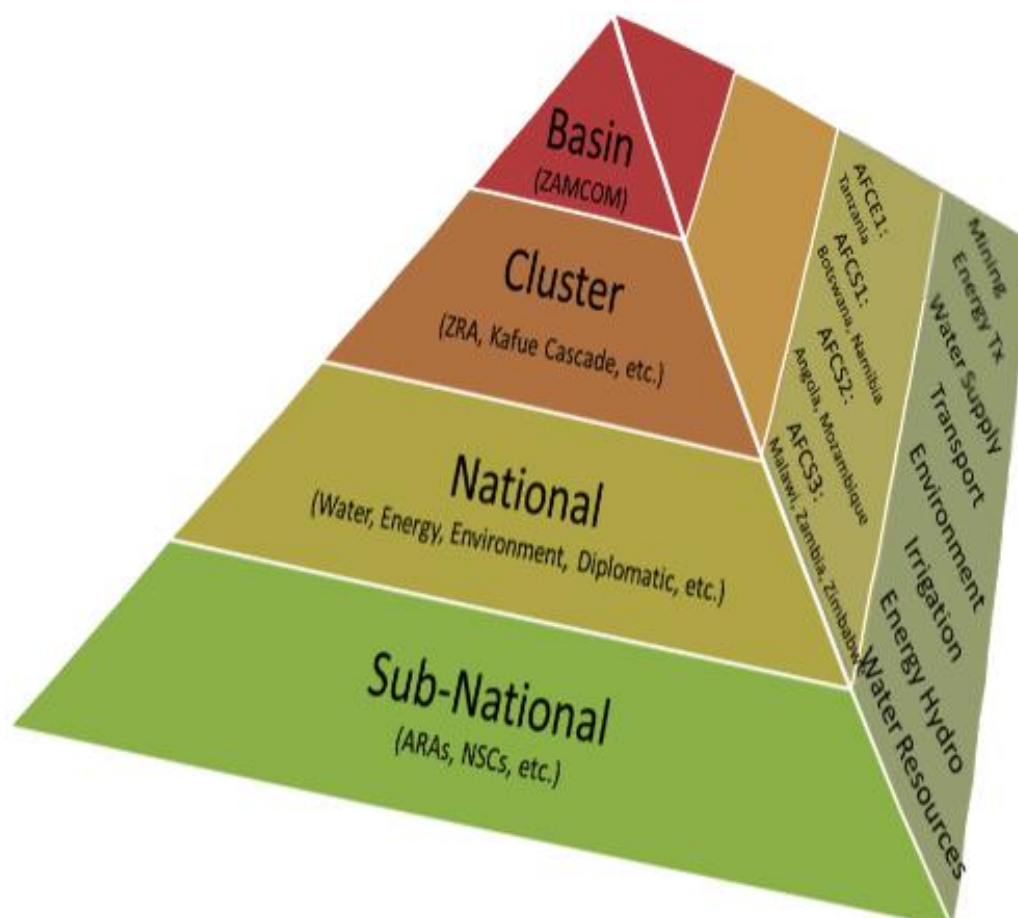 Basin
(ZAMCOM)
Cluster
(ZRA, Kafue Cascade, etc.)
National
(Water, Energy, Environment, Diplomatic, etc.)
Sub-National
(ARAs, NSCs, etc.)
AFCE1:
Tanzania
AFCS1:
Botswana, Namibia
AFCS2:
Angola, Mozambique
AFCS3:
Malawi, Zambia, Zimbabwe
Mining
Energy Tx
Water Supply
Transport
Environment
Irrigation
Energy Hydro
Water Resources